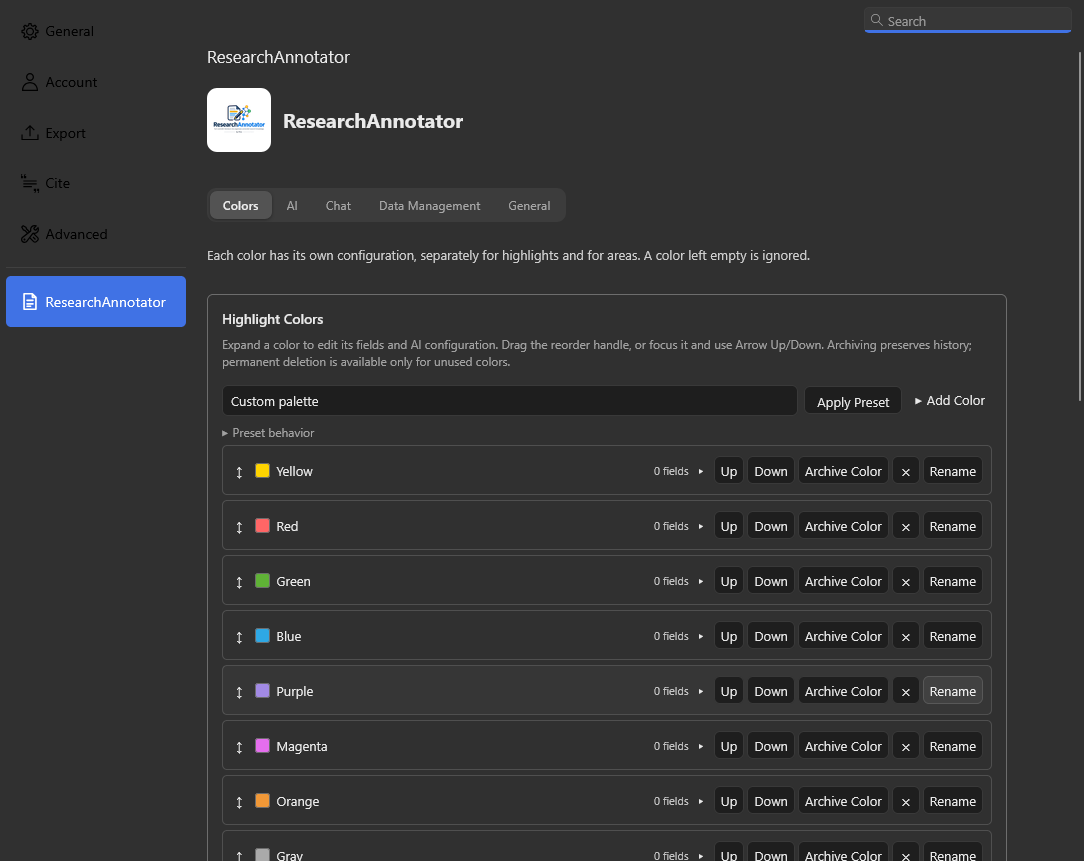 General
Search
ResearchAnnotator
Account
ResearchAnnotator
ResearchAnnotator
Export
Cite
Colors AI Chat Data Management General
Advanced
Each color has its own configuration, separately for highlights and for areas. A color left empty is ignored.
ResearchAnnotator
Highlight Colors
Expand a color to edit its fields and AI configuration. Drag the reorder handle, or focus it and use Arrow Up/Down. Archiving preserves history;
permanent deletion is available only for unused colors.
Custom palette Apply Preset ▸ Add Color
▸ Preset behavior
↕ Yellow 0 fields ▸ Up Down Archive Color × Rename
↕ Red 0 fields ▸ Up Down Archive Color × Rename
↕ Green 0 fields ▸ Up Down Archive Color × Rename
↕ Blue 0 fields ▸ Up Down Archive Color × Rename
↕ Purple 0 fields ▸ Up Down Archive Color × Rename
↕ Magenta 0 fields ▸ Up Down Archive Color × Rename
↕ Orange 0 fields ▸ Up Down Archive Color × Rename
↕ Gray 0 fields ▸ Up Down Archive Color × Rename